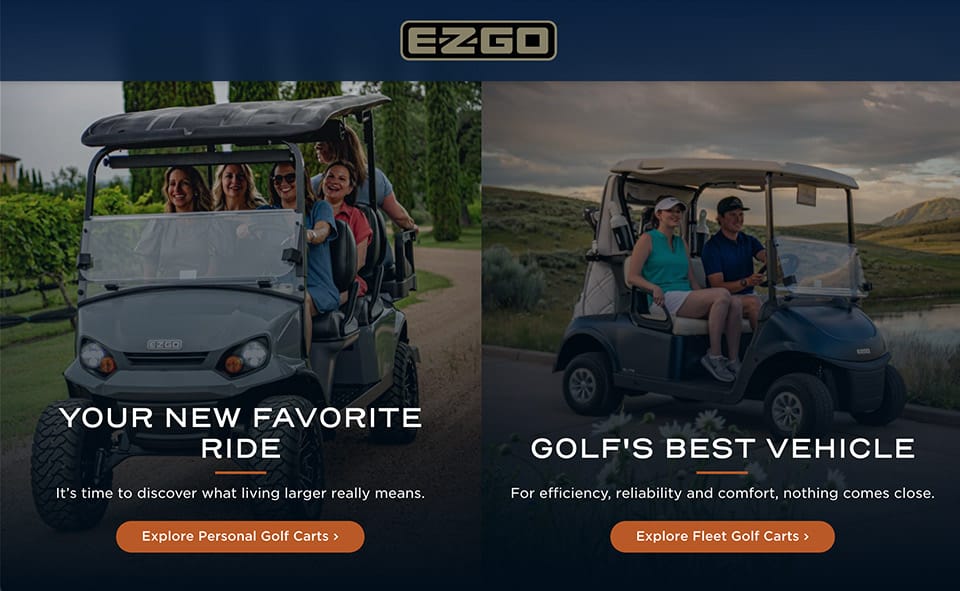 E-Z-GO
EZGO
YOUR NEW FAVORITE
RIDE
It's time to discover what living larger really means.
Explore Personal Golf Carts ›
GOLF'S BEST VEHICLE
For efficiency, reliability and comfort, nothing comes close.
Explore Fleet Golf Carts ›